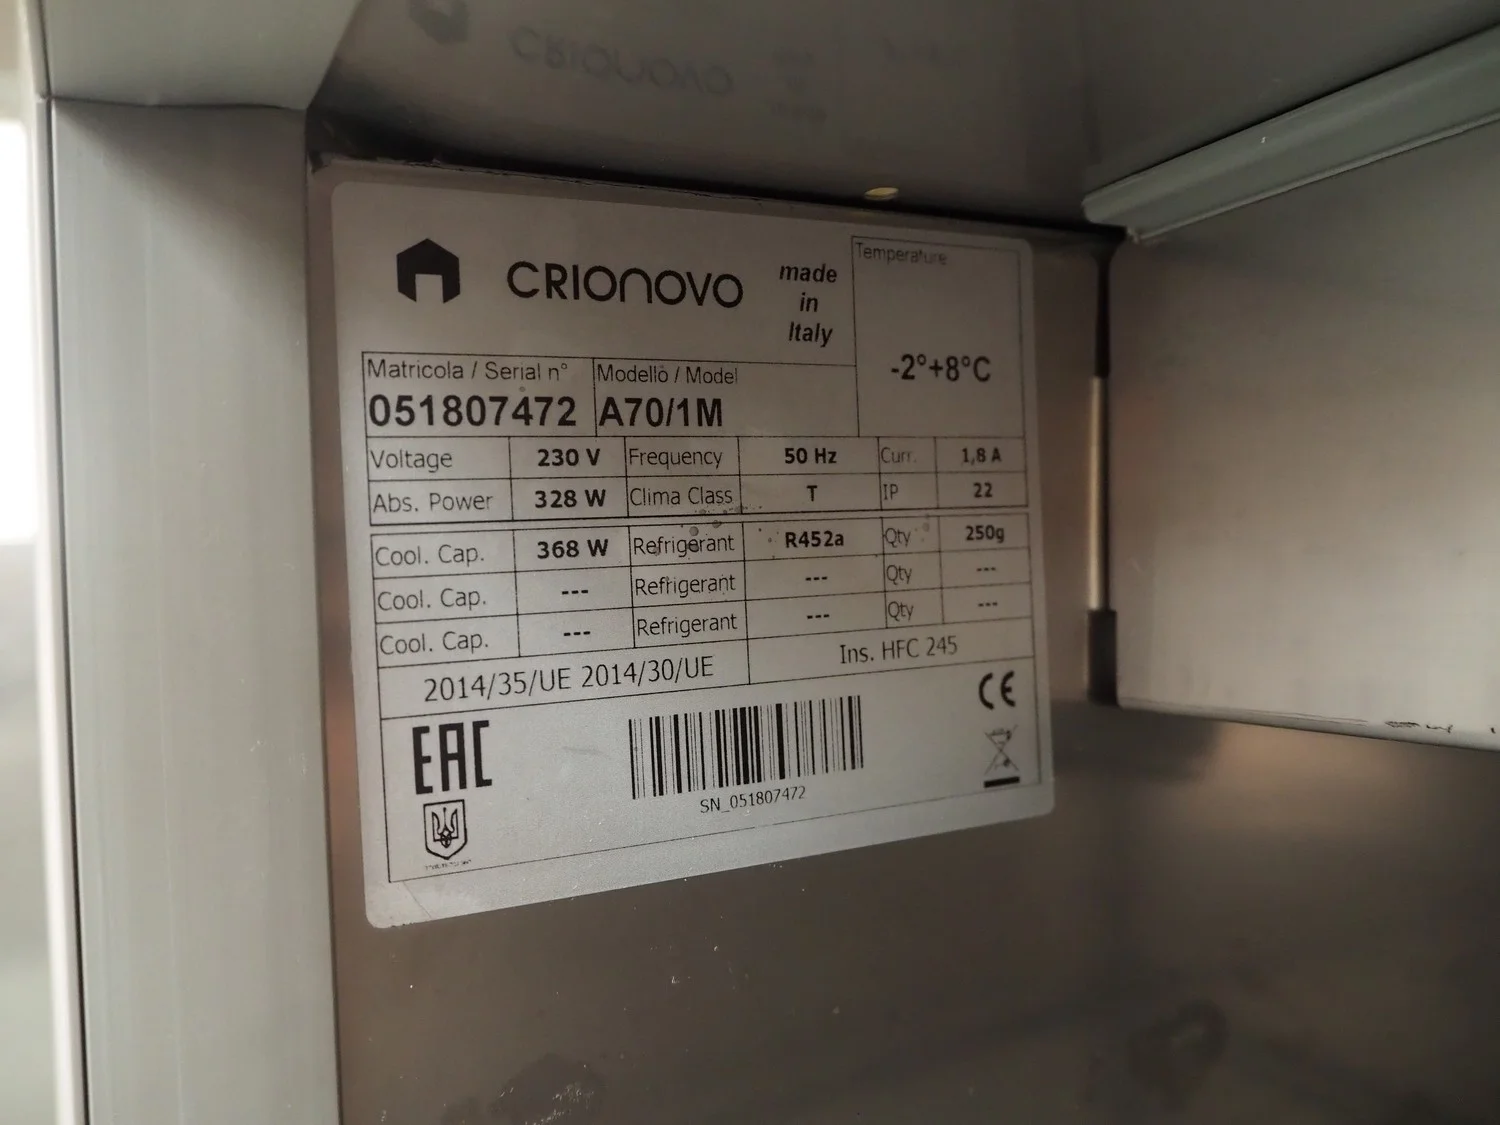 CRIONOVO
made
in
Italy
Temperature
-2°+8°C
Matricola / Serial n° Modello / Model
051807472 A70/1M
Voltage 230 V Frequency 50 Hz Curr. 1,8 A
Abs. Power 328 W Clima Class T IP 22
Cool. Cap. 368 W Refrigerant R452a Qty 250g
Cool. Cap. --- Refrigerant --- Qty ---
Cool. Cap. --- Refrigerant --- Qty ---
2014/35/UE 2014/30/UE Ins. HFC 245
CE
EAC
SN_051807472